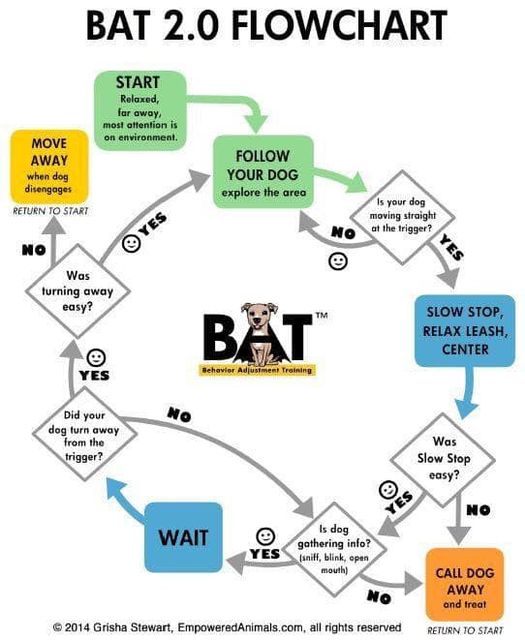 BAT 2.0 FLOWCHART
START
Relaxed,
far away,
most attention is
on environment.
FOLLOW
YOUR DOG
explore the area
Is your dog
moving straight
at the trigger?
NO
YES
SLOW STOP,
RELAX LEASH,
CENTER
Was
Slow Stop
easy?
YES
NO
CALL DOG
AWAY
and treat
RETURN TO START
Is dog
gathering info?
(sniff, blink, open
mouth)
NO
YES
WAIT
Did your
dog turn away
from the
trigger?
NO
YES
Was
turning away
easy?
YES
NO
MOVE
AWAY
when dog
disengages
RETURN TO START
BAT™
Behavior Adjustment Training
© 2014 Grisha Stewart, EmpoweredAnimals.com, all rights reserved